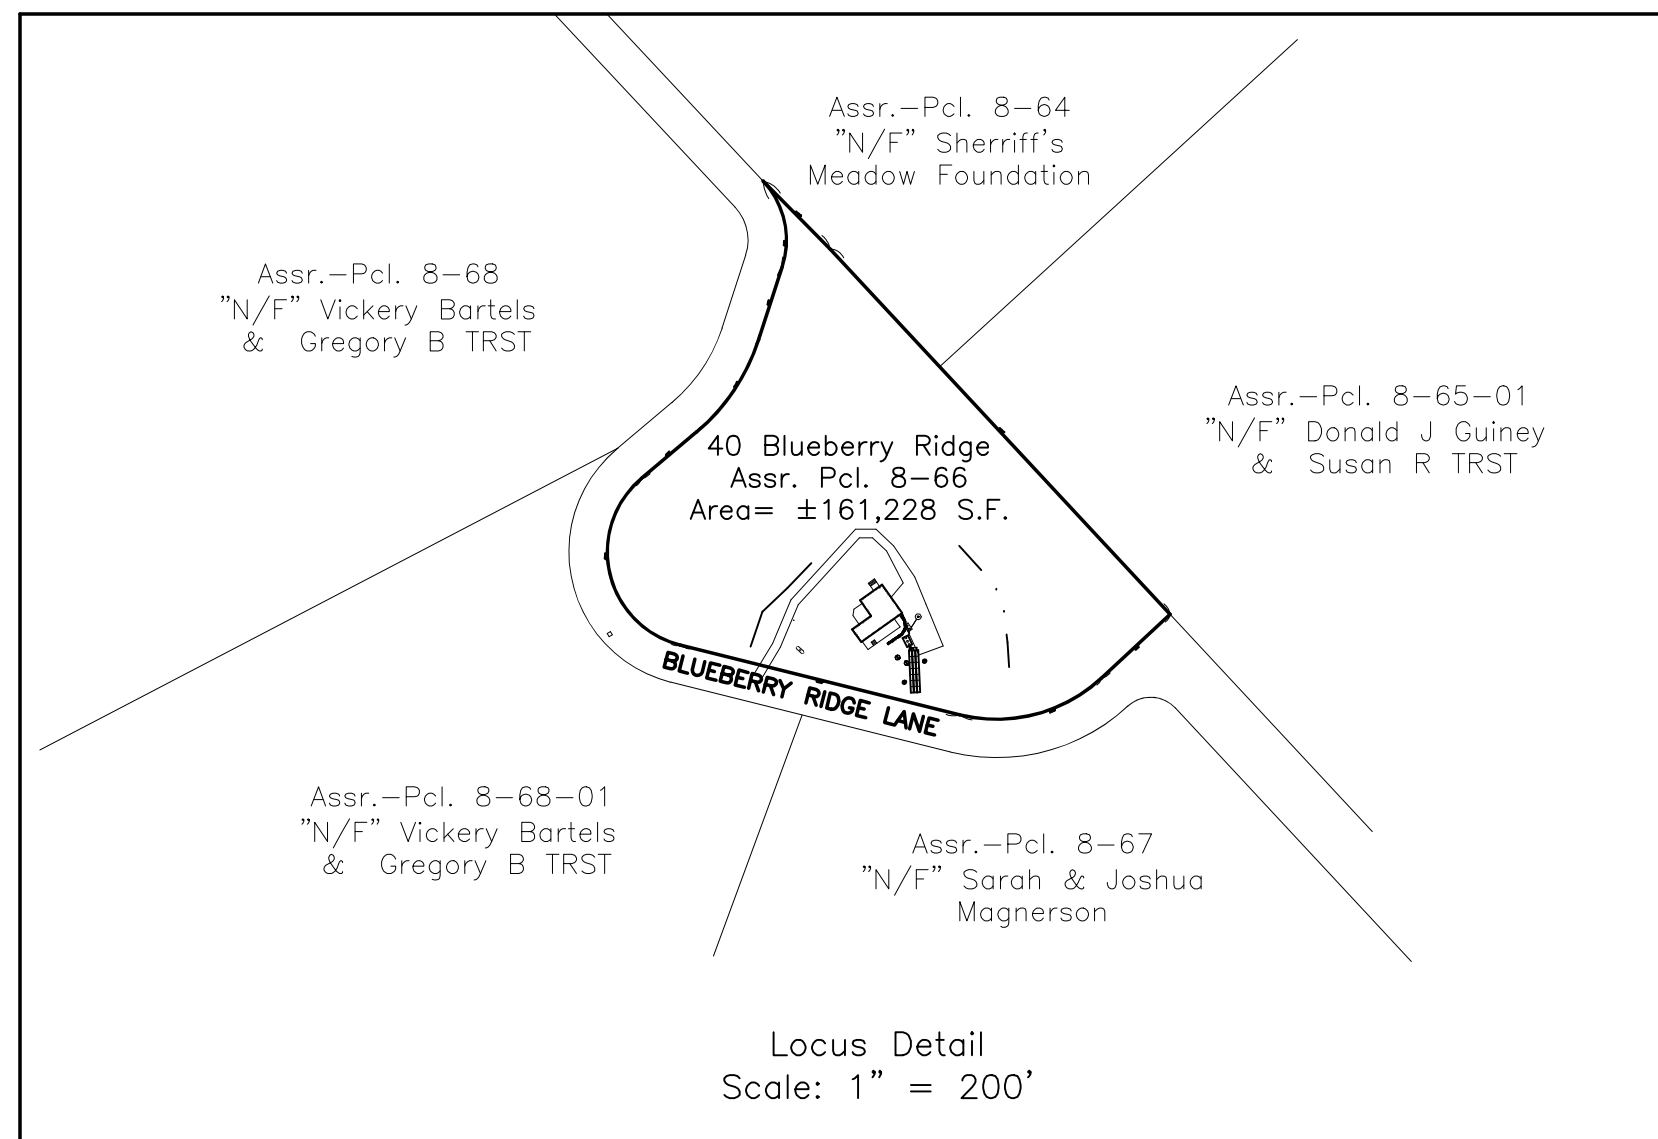 Assr.-Pcl. 8-64
"N/F" Sherriff's
Meadow Foundation
Assr.-Pcl. 8-68
"N/F" Vickery Bartels
& Gregory B TRST
Assr.-Pcl. 8-65-01
"N/F" Donald J Guiney
& Susan R TRST
40 Blueberry Ridge
Assr. Pcl. 8-66
Area= ±161,228 S.F.
BLUEBERRY RIDGE LANE
Assr.-Pcl. 8-68-01
"N/F" Vickery Bartels
& Gregory B TRST
Assr.-Pcl. 8-67
"N/F" Sarah & Joshua
Magnerson
Locus Detail
Scale: 1" = 200'